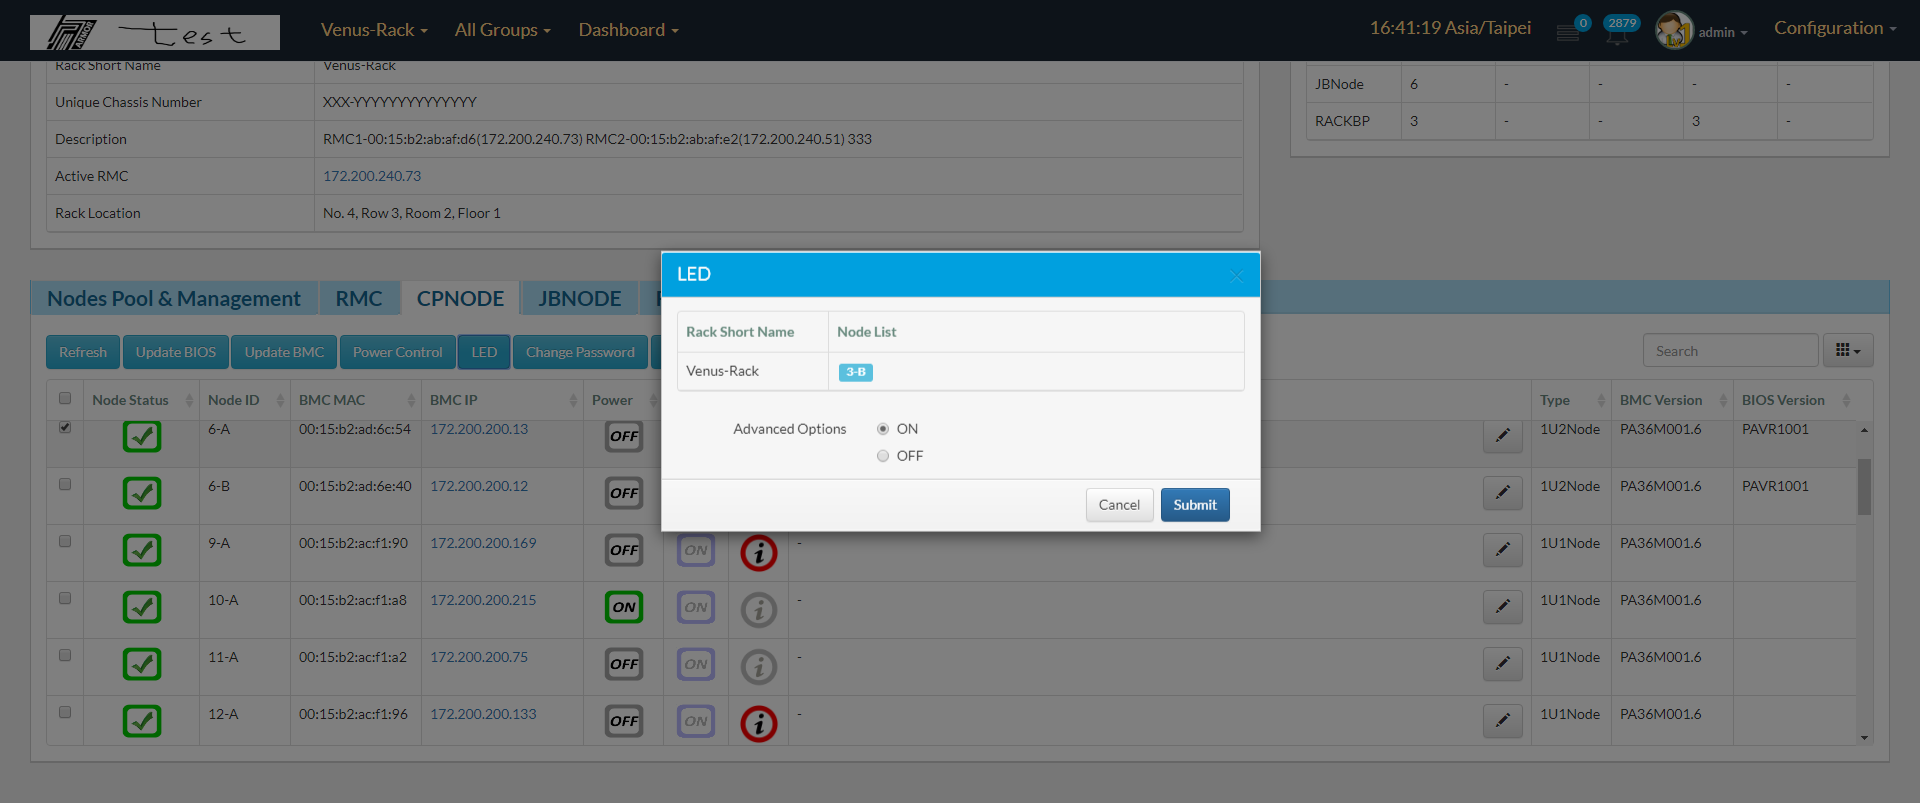 ARMOR test Venus-Rack All Groups Dashboard 16:41:19 Asia/Taipei 0 2879 admin Configuration
Rack Short Name Venus-Rack
Unique Chassis Number XXX-YYYYYYYYYYYYYY
Description RMC1-00:15:b2:ab:af:d6(172.200.240.73) RMC2-00:15:b2:ab:af:e2(172.200.240.51) 333
Active RMC 172.200.240.73
Rack Location No. 4, Row 3, Room 2, Floor 1
JBNode 6 - - - -
RACKBP 3 - - 3 -
Nodes Pool & Management RMC CPNODE JBNODE
Refresh Update BIOS Update BMC Power Control LED Change Password Search
Node Status Node ID BMC MAC BMC IP Power Type BMC Version BIOS Version
6-A 00:15:b2:ad:6c:54 172.200.200.13 OFF 1U2Node PA36M001.6 PAVR1001
6-B 00:15:b2:ad:6e:40 172.200.200.12 OFF 1U2Node PA36M001.6 PAVR1001
9-A 00:15:b2:ac:f1:90 172.200.200.169 OFF ON i - 1U1Node PA36M001.6
10-A 00:15:b2:ac:f1:a8 172.200.200.215 ON ON i - 1U1Node PA36M001.6
11-A 00:15:b2:ac:f1:a2 172.200.200.75 OFF ON i - 1U1Node PA36M001.6
12-A 00:15:b2:ac:f1:96 172.200.200.133 OFF ON i - 1U1Node PA36M001.6
LED
Rack Short Name Node List
Venus-Rack 3-B
Advanced Options ON
OFF
Cancel Submit